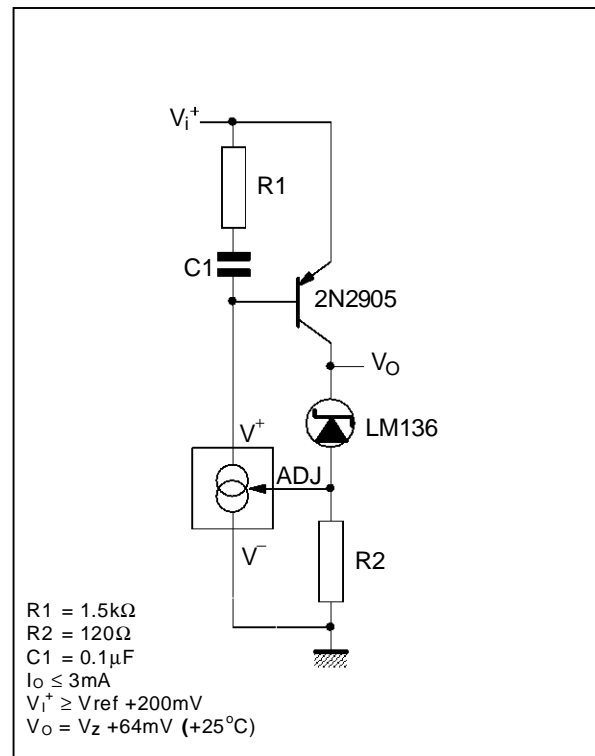 Vi+
R1
C1
2N2905
VO
V+
LM136
ADJ
V−
R2
R1 = 1.5kΩ
R2 = 120Ω
C1 = 0.1μF
IO ≤ 3mA
VI+ ≥ Vref +200mV
VO = VZ +64mV (+25°C)